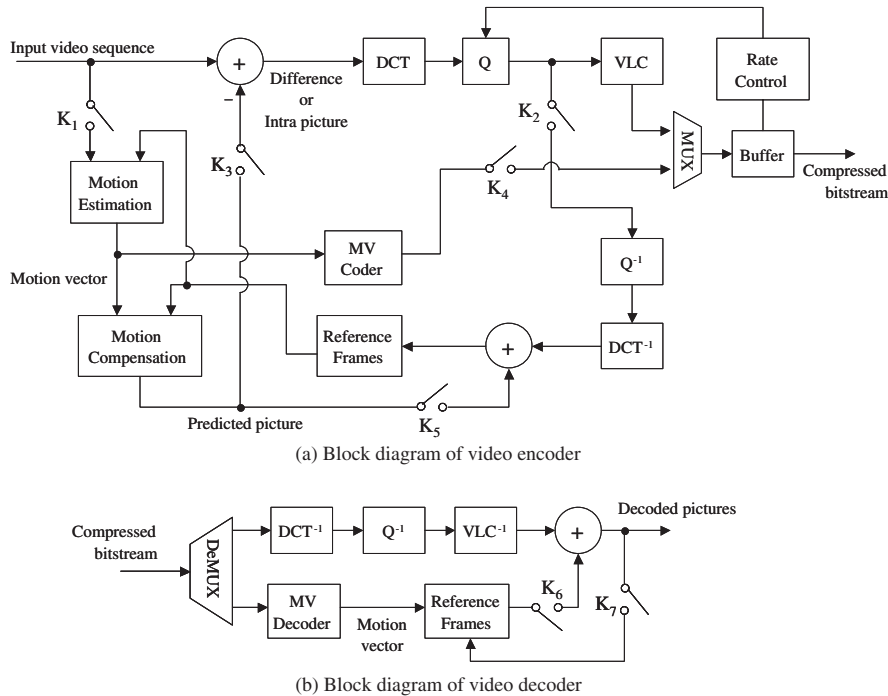 Input video sequence
+
−
Difference
or
Intra picture
DCT
Q
VLC
Rate
Control
K1
K3
K2
K4
MUX
Buffer
Compressed
bitstream
Motion
Estimation
MV
Coder
Q-1
Motion vector
Motion
Compensation
Reference
Frames
+
DCT-1
K5
Predicted picture
(a) Block diagram of video encoder
Compressed
bitstream
DeMUX
DCT-1
Q-1
VLC-1
+
Decoded pictures
MV
Decoder
Motion
vector
Reference
Frames
K6
K7
(b) Block diagram of video decoder